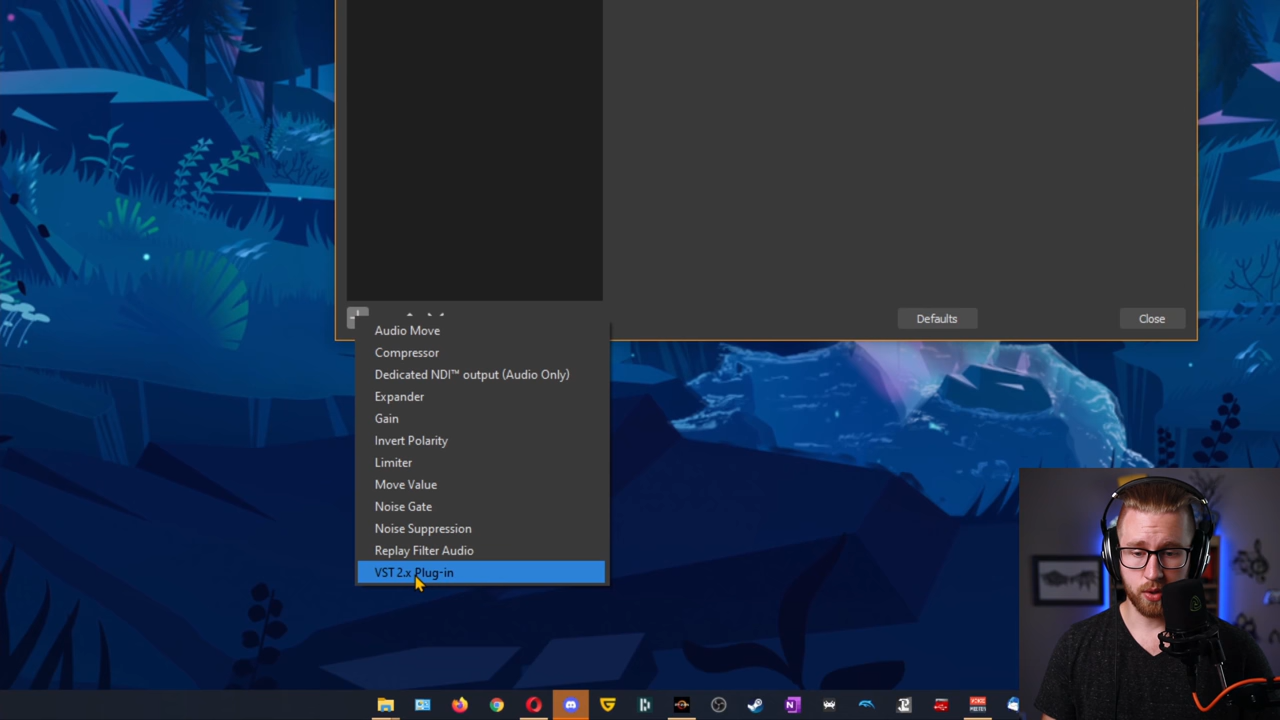 Defaults
Close
Audio Move
Compressor
Dedicated NDI™ output (Audio Only)
Expander
Gain
Invert Polarity
Limiter
Move Value
Noise Gate
Noise Suppression
Replay Filter Audio
VST 2.x Plug-in